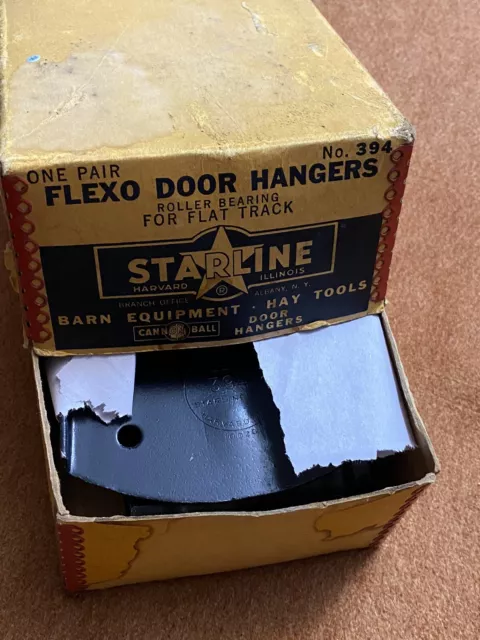 No. 394
ONE PAIR
FLEXO DOOR HANGERS
ROLLER BEARING
FOR FLAT TRACK
STARLINE
HARVARD ® ILLINOIS
BRANCH OFFICE ALBANY, N. Y.
BARN EQUIPMENT · HAY TOOLS
CANNON BALL DOOR HANGERS